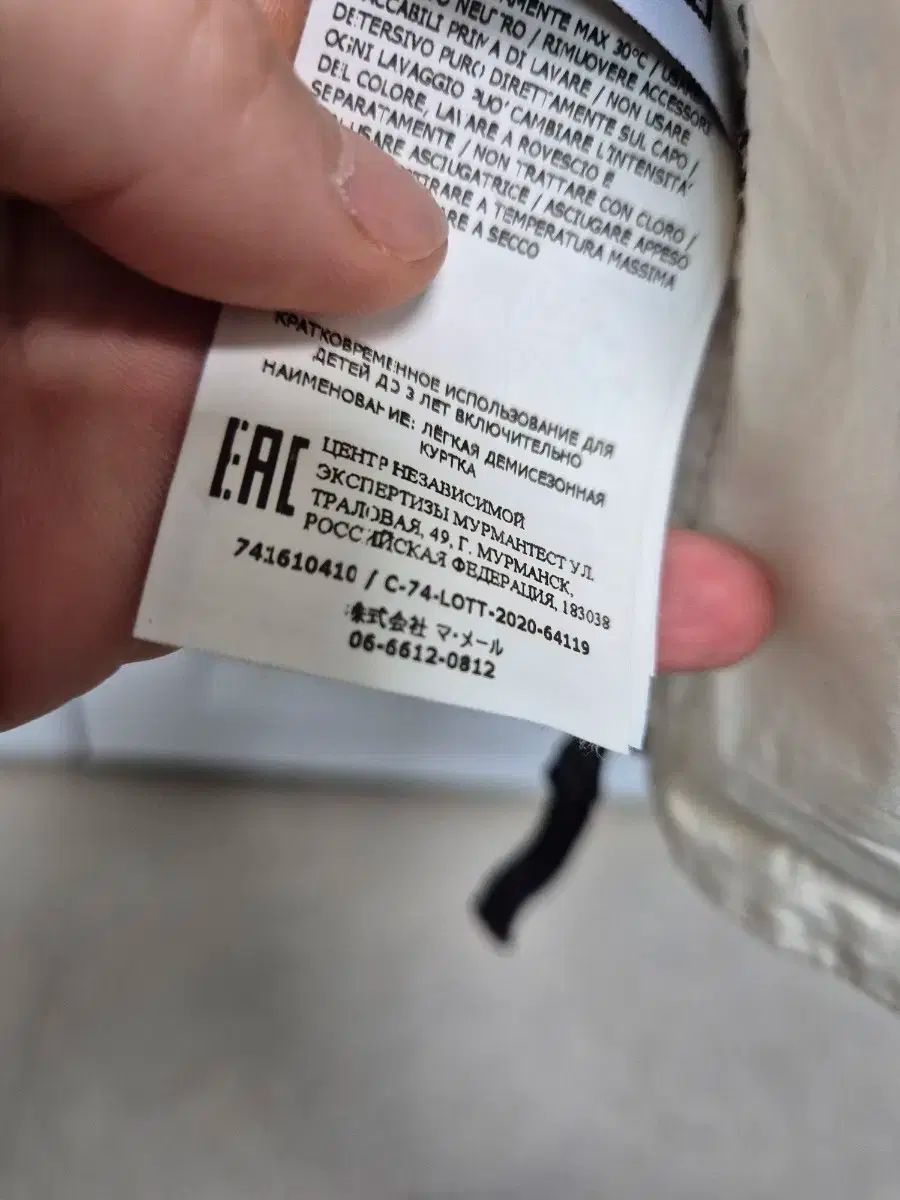 MAX 30°C /
NEUTRO / RIMUOVERE ACCESSORI
PRIMA DI LAVARE / NON USARE
DETERSIVO PURO DIRETTAMENTE SUL CAPO /
OGNI LAVAGGIO PUO' CAMBIARE L'INTENSITA'
DEL COLORE, LAVARE A ROVESCIO E
SEPARATAMENTE / NON TRATTARE CON CLORO /
USARE ASCIUGATRICE / ASCIUGARE APPESO
A TEMPERATURA MASSIMA
A SECCO
КРАТКОВРЕМЕННОЕ ИСПОЛЬЗОВАНИЕ ДЛЯ
ДЕТЕЙ ДО 3 ЛЕТ ВКЛЮЧИТЕЛЬНО
НАИМЕНОВАНИЕ: ЛЁГКАЯ ДЕМИСЕЗОННАЯ
КУРТКА
EAC
ЦЕНТР НЕЗАВИСИМОЙ
ЭКСПЕРТИЗЫ МУРМАНТЕСТ УЛ.
ТРАЛОВАЯ, 49, Г. МУРМАНСК,
РОССИЙСКАЯ ФЕДЕРАЦИЯ, 183038
741610410 / C-74-LOTT-2020-64119
株式会社 マ・メール
06-6612-0812